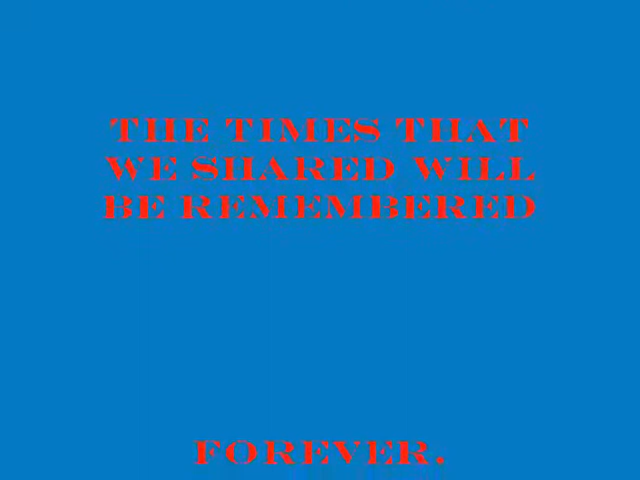 THE TIMES THAT
WE SHARED WILL
BE REMEMBERED
FOREVER.